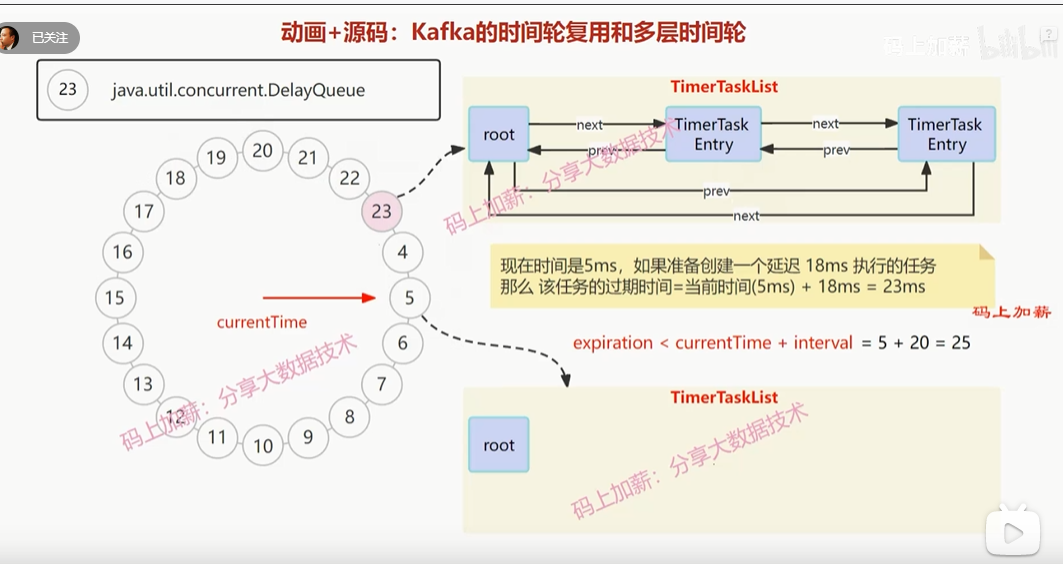 已关注
动画+源码：Kafka的时间轮复用和多层时间轮
码上加薪 bilibili
?
23 java.util.concurrent.DelayQueue
TimerTaskList
root
next
prev
TimerTask
Entry
next
prev
TimerTask
Entry
prev
next
码上加薪：分享大数据技术
20
21
22
23
4
5
6
7
8
9
10
11
12
13
14
15
16
17
18
19
currentTime
码上加薪：分享大数据技术
现在时间是5ms，如果准备创建一个延迟 18ms 执行的任务
那么 该任务的过期时间=当前时间(5ms) + 18ms = 23ms
码上加薪
expiration < currentTime + interval = 5 + 20 = 25
TimerTaskList
root
码上加薪：分享大数据技术